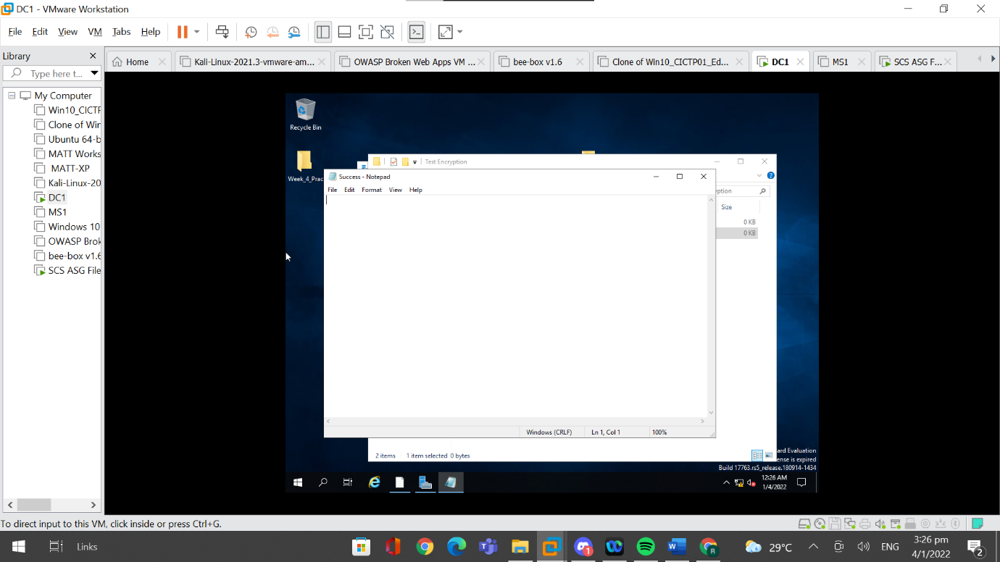 DC1 - VMware Workstation
File Edit View VM Tabs Help
Library
Type here t...
Home
Kali-Linux-2021.3-vmware-am...
OWASP Broken Web Apps VM ...
bee-box v1.6
Clone of Win10_CICTP01_Ed...
DC1
MS1
SCS ASG F...
My Computer
Win10_CICTP
Clone of Wir
Ubuntu 64-b
MATT Works
MATT-XP
Kali-Linux-20
DC1
MS1
Windows 10
OWASP Brok
bee-box v1.6
SCS ASG File
Recycle Bin
Week_4_Prac
Test Encryption
Success - Notepad
File Edit Format View Help
yption
Size
0 KB
0 KB
Windows (CRLF) Ln 1, Col 1 100%
2 items 1 item selected 0 bytes
ard Evaluation
ense is expired
Build 17763.rs5_release.180914-1434
12:26 AM
1/4/2022
To direct input to this VM, click inside or press Ctrl+G.
Links
1
29°C
ENG
3:26 pm
4/1/2022
2